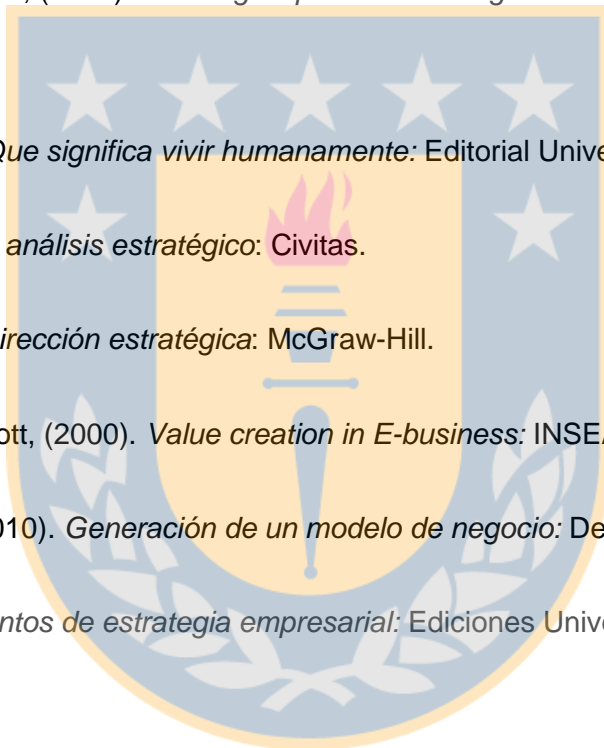 Que significa vivir humanamente: Editorial Unive
análisis estratégico: Civitas.
irección estratégica: McGraw-Hill.
ott, (2000). Value creation in E-business: INSEA
010). Generación de un modelo de negocio: De
ntos de estrategia empresarial: Ediciones Unive